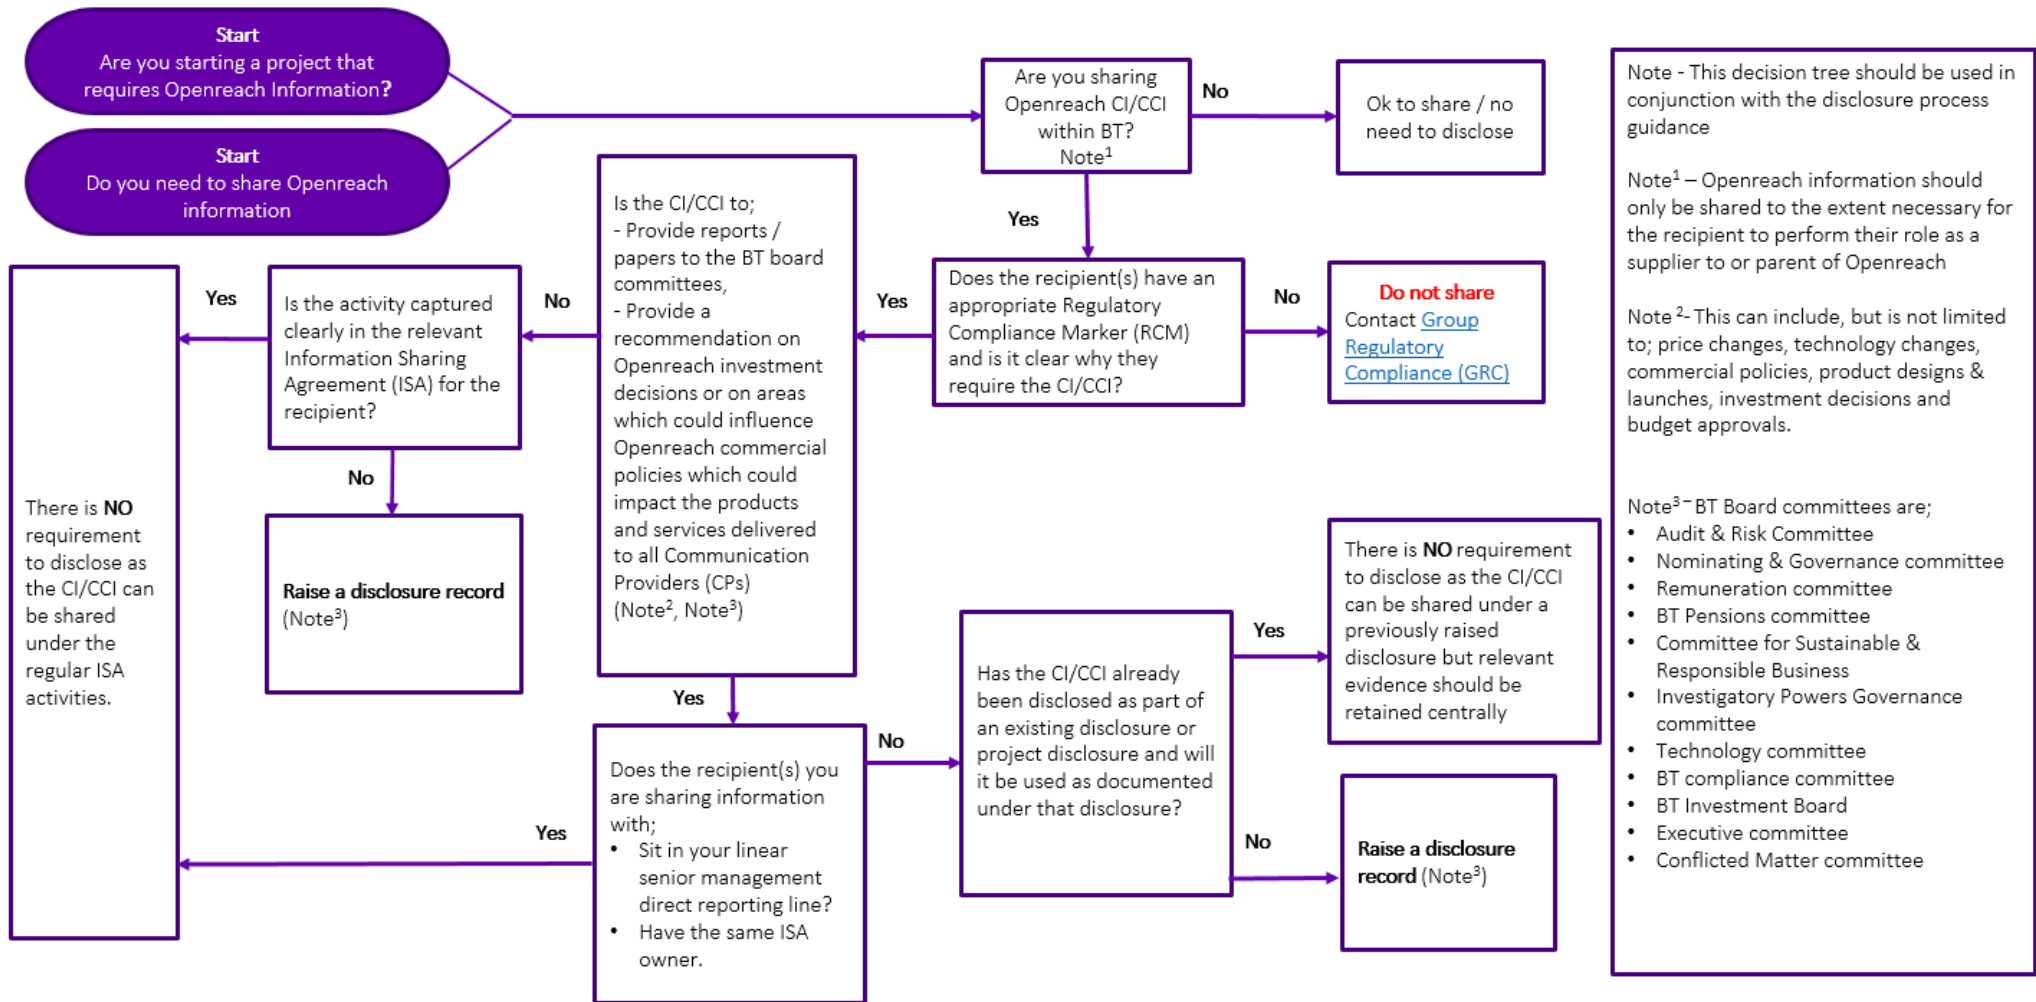 Start
Are you starting a project that
requires Openreach Information?
Start
Do you need to share Openreach
information
Are you sharing
Openreach CI/CCI
within BT?
Note¹
No
Ok to share / no
need to disclose
Yes
Does the recipient(s) have an
appropriate Regulatory
Compliance Marker (RCM)
and is it clear why they
require the CI/CCI?
No
Do not share
Contact Group
Regulatory
Compliance (GRC)
Yes
Is the CI/CCI to;
- Provide reports /
papers to the BT board
committees,
- Provide a
recommendation on
Openreach investment
decisions or on areas
which could influence
Openreach commercial
policies which could
impact the products
and services delivered
to all Communication
Providers (CPs)
(Note², Note³)
No
Is the activity captured
clearly in the relevant
Information Sharing
Agreement (ISA) for the
recipient?
Yes
There is NO
requirement
to disclose as
the CI/CCI can
be shared
under the
regular ISA
activities.
No
Raise a disclosure record
(Note³)
Yes
Does the recipient(s) you
are sharing information
with;
• Sit in your linear
senior management
direct reporting line?
• Have the same ISA
owner.
Yes
No
Has the CI/CCI already
been disclosed as part of
an existing disclosure or
project disclosure and will
it be used as documented
under that disclosure?
Yes
There is NO requirement
to disclose as the CI/CCI
can be shared under a
previously raised
disclosure but relevant
evidence should be
retained centrally
No
Raise a disclosure
record (Note³)
Note - This decision tree should be used in
conjunction with the disclosure process
guidance
Note¹ – Openreach information should
only be shared to the extent necessary for
the recipient to perform their role as a
supplier to or parent of Openreach
Note ²- This can include, but is not limited
to; price changes, technology changes,
commercial policies, product designs &
launches, investment decisions and
budget approvals.
Note³ – BT Board committees are;
• Audit & Risk Committee
• Nominating & Governance committee
• Remuneration committee
• BT Pensions committee
• Committee for Sustainable &
Responsible Business
• Investigatory Powers Governance
committee
• Technology committee
• BT compliance committee
• BT Investment Board
• Executive committee
• Conflicted Matter committee